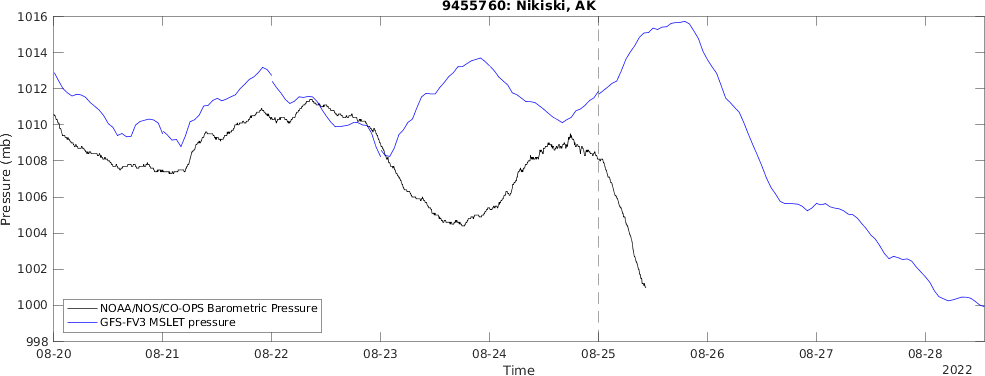 9455760: Nikiski, AK
1016
1014
1012
1010
1008
1006
1004
1002
1000
998
Pressure (mb)
NOAA/NOS/CO-OPS Barometric Pressure
GFS-FV3 MSLET pressure
08-20 08-21 08-22 08-23 08-24 08-25 08-26 08-27 08-28
Time
2022